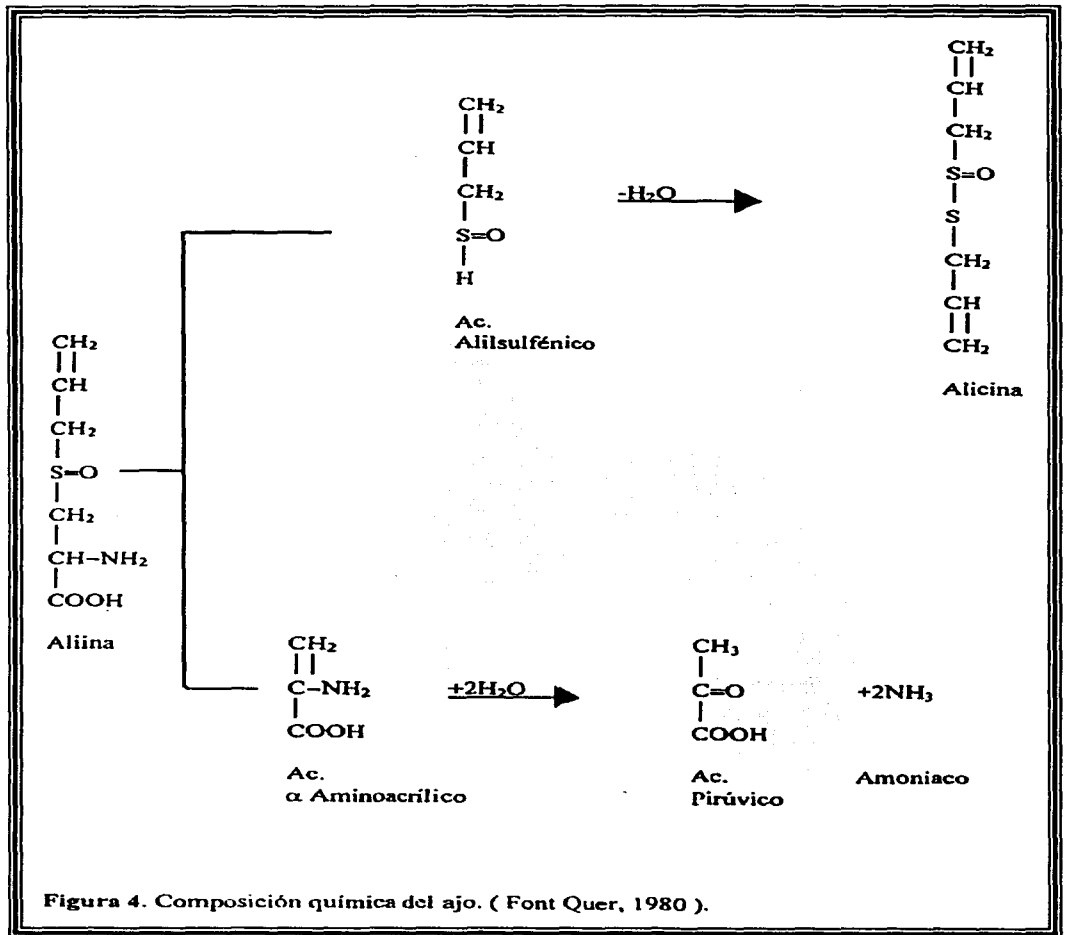 CH₂
||
CH
|
CH₂
|
S=O
|
H
Ac.
Alilsulfénico
-H₂O
CH₂
||
CH
|
CH₂
|
S=O
|
S
|
CH₂
|
CH
||
CH₂
Alicina
CH₂
||
CH
|
CH₂
|
S=O
|
CH₂
|
CH–NH₂
|
COOH
Aliina
CH₂
||
C–NH₂
|
COOH
Ac.
α Aminoacrílico
+2H₂O
CH₃
|
C=O
|
COOH
Ac.
Pirúvico
+2NH₃
Amoniaco
Figura 4. Composición química del ajo. ( Font Quer, 1980 ).